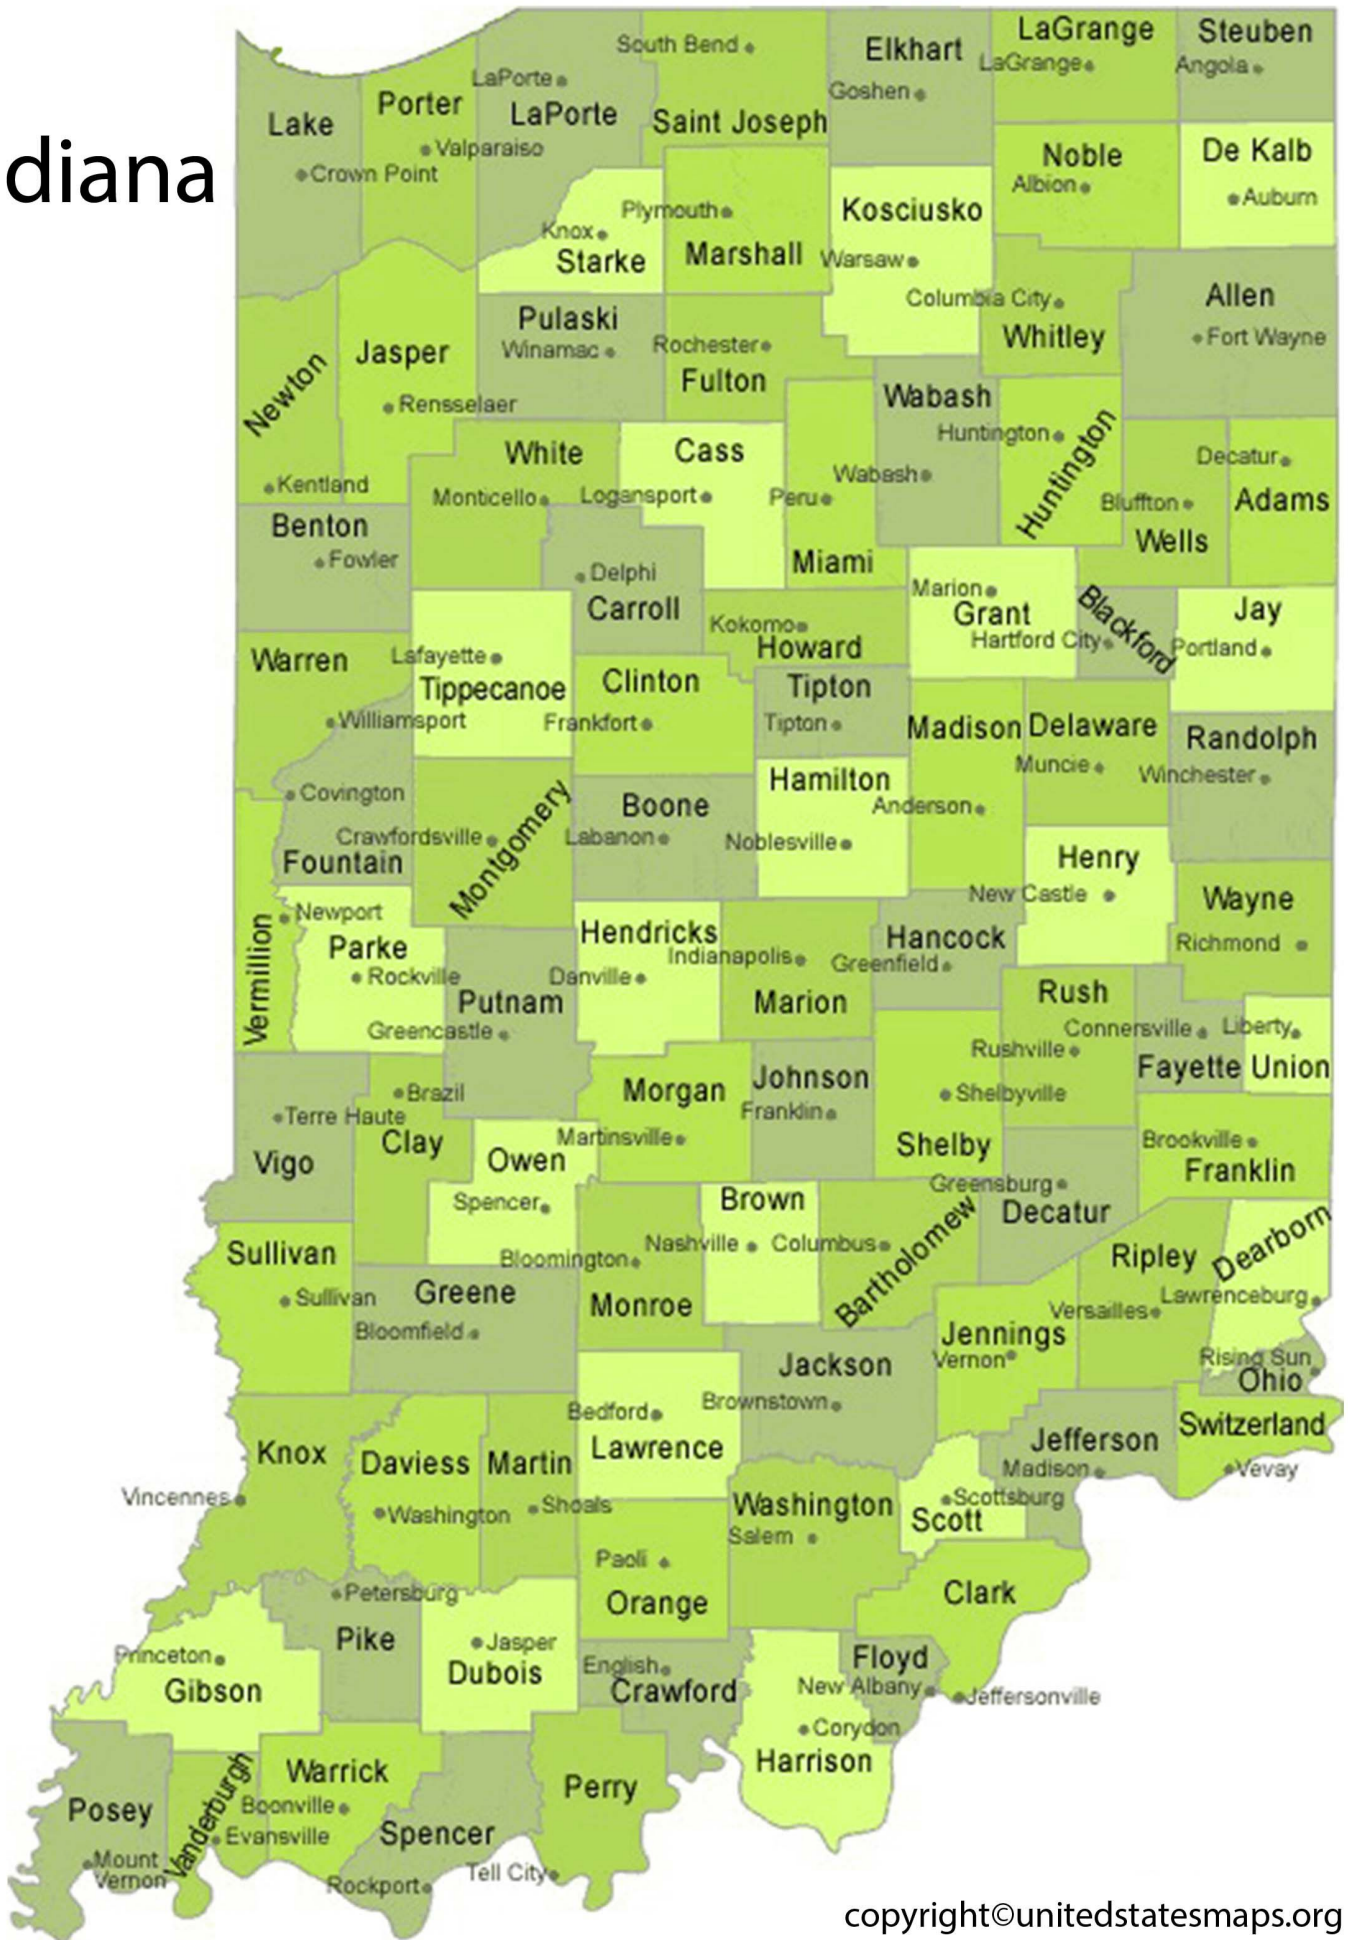 diana
South Bend
Elkhart
LaGrange
Steuben
LaPorte
LaGrange
Angola
Goshen
Lake
Porter
LaPorte
Saint Joseph
Valparaiso
Noble
De Kalb
Crown Point
Albion
Auburn
Plymouth
Kosciusko
Knox
Starke
Marshall
Warsaw
Columbia City
Allen
Pulaski
Winamac
Rochester
Whitley
Fort Wayne
Newton
Jasper
Fulton
Wabash
Rensselaer
Huntington
Huntington
White
Cass
Decatur
Kentland
Monticello
Logansport
Peru
Wabash
Bluffton
Adams
Benton
Wells
Fowler
Delphi
Miami
Marion
Carroll
Kokomo
Grant
Blackford
Jay
Warren
Lafayette
Howard
Hartford City
Portland
Tippecanoe
Clinton
Tipton
Williamsport
Frankfort
Tipton
Madison
Delaware
Randolph
Muncie
Winchester
Covington
Montgomery
Boone
Hamilton
Anderson
Crawfordsville
Labanon
Noblesville
Fountain
Henry
New Castle
Wayne
Newport
Vermillion
Parke
Hendricks
Hancock
Richmond
Rockville
Danville
Indianapolis
Greenfield
Putnam
Marion
Rush
Greencastle
Connersville
Liberty
Rushville
Fayette
Union
Brazil
Morgan
Johnson
Shelbyville
Terre Haute
Franklin
Clay
Martinsville
Shelby
Brookville
Vigo
Owen
Franklin
Spencer
Brown
Greensburg
Decatur
Sullivan
Bloomington
Nashville
Columbus
Bartholomew
Ripley
Dearborn
Sullivan
Greene
Monroe
Versailles
Lawrenceburg
Bloomfield
Jennings
Vernon
Rising Sun
Jackson
Ohio
Bedford
Brownstown
Knox
Daviess
Martin
Lawrence
Jefferson
Switzerland
Madison
Vevay
Vincennes
Washington
Shoals
Washington
Scottsburg
Salem
Scott
Paoli
Petersburg
Orange
Clark
Princeton
Pike
Jasper
Gibson
Dubois
English
Crawford
Floyd
New Albany
Jeffersonville
Corydon
Harrison
Posey
Vanderburgh
Warrick
Perry
Boonville
Evansville
Spencer
Mount
Vernon
Rockport
Tell City
copyright©unitedstatesmaps.org